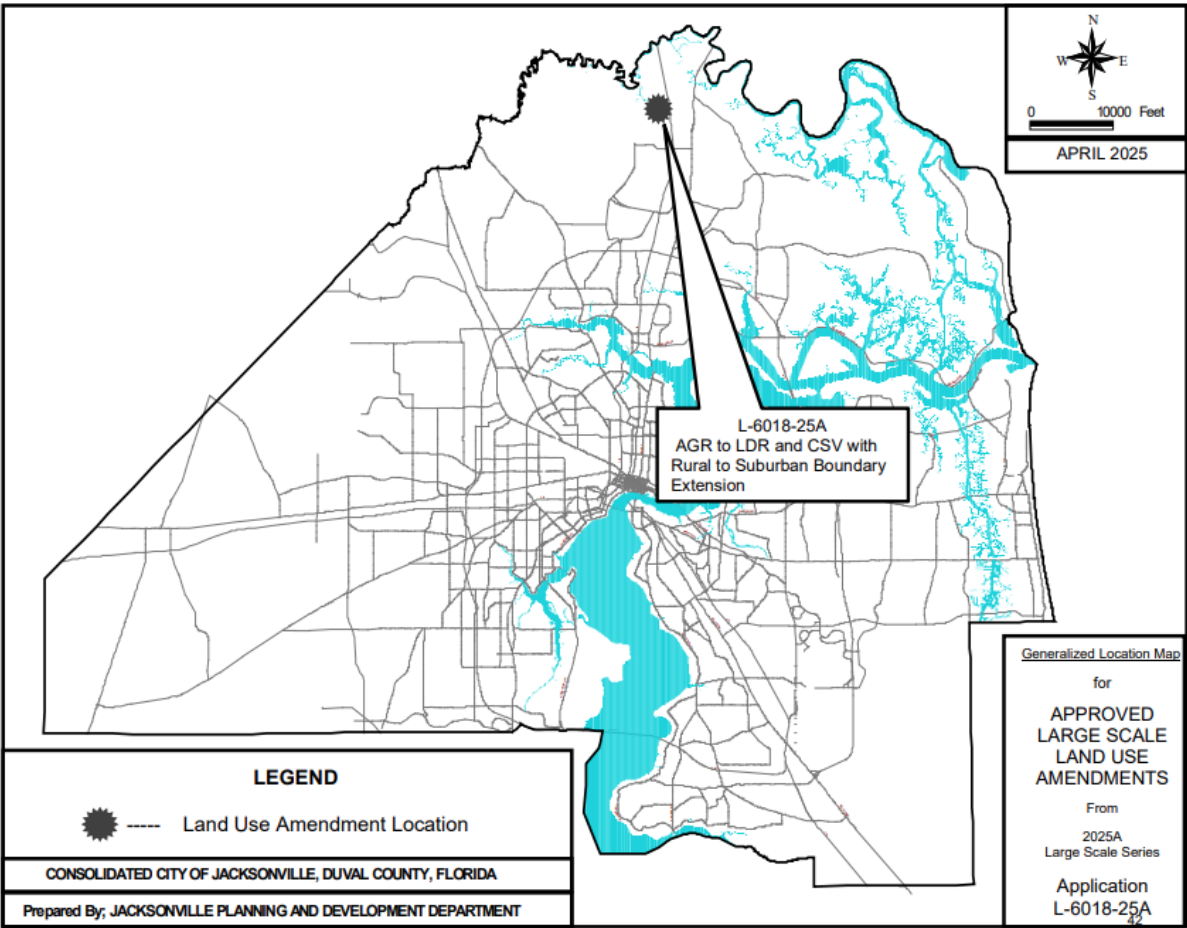 N
W E
S
0 10000 Feet
APRIL 2025
L-6018-25A
AGR to LDR and CSV with
Rural to Suburban Boundary
Extension
Generalized Location Map
for
APPROVED
LARGE SCALE
LAND USE
AMENDMENTS
From
2025A
Large Scale Series
Application
L-6018-25A
42
LEGEND
----- Land Use Amendment Location
CONSOLIDATED CITY OF JACKSONVILLE, DUVAL COUNTY, FLORIDA
Prepared By; JACKSONVILLE PLANNING AND DEVELOPMENT DEPARTMENT